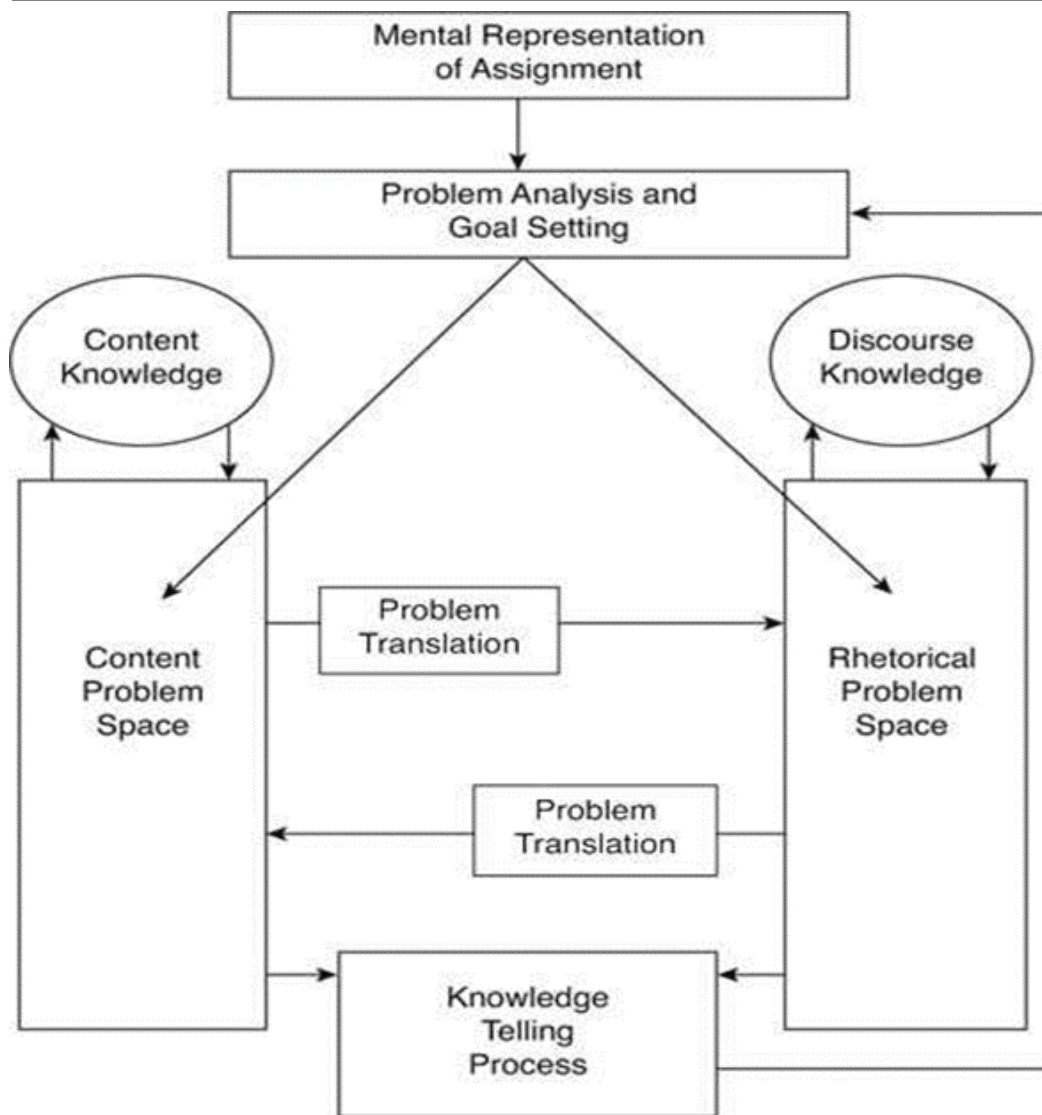 Mental Representation
of Assignment
Problem Analysis and
Goal Setting
Content
Knowledge
Discourse
Knowledge
Problem
Translation
Content
Problem
Space
Rhetorical
Problem
Space
Problem
Translation
Knowledge
Telling
Process